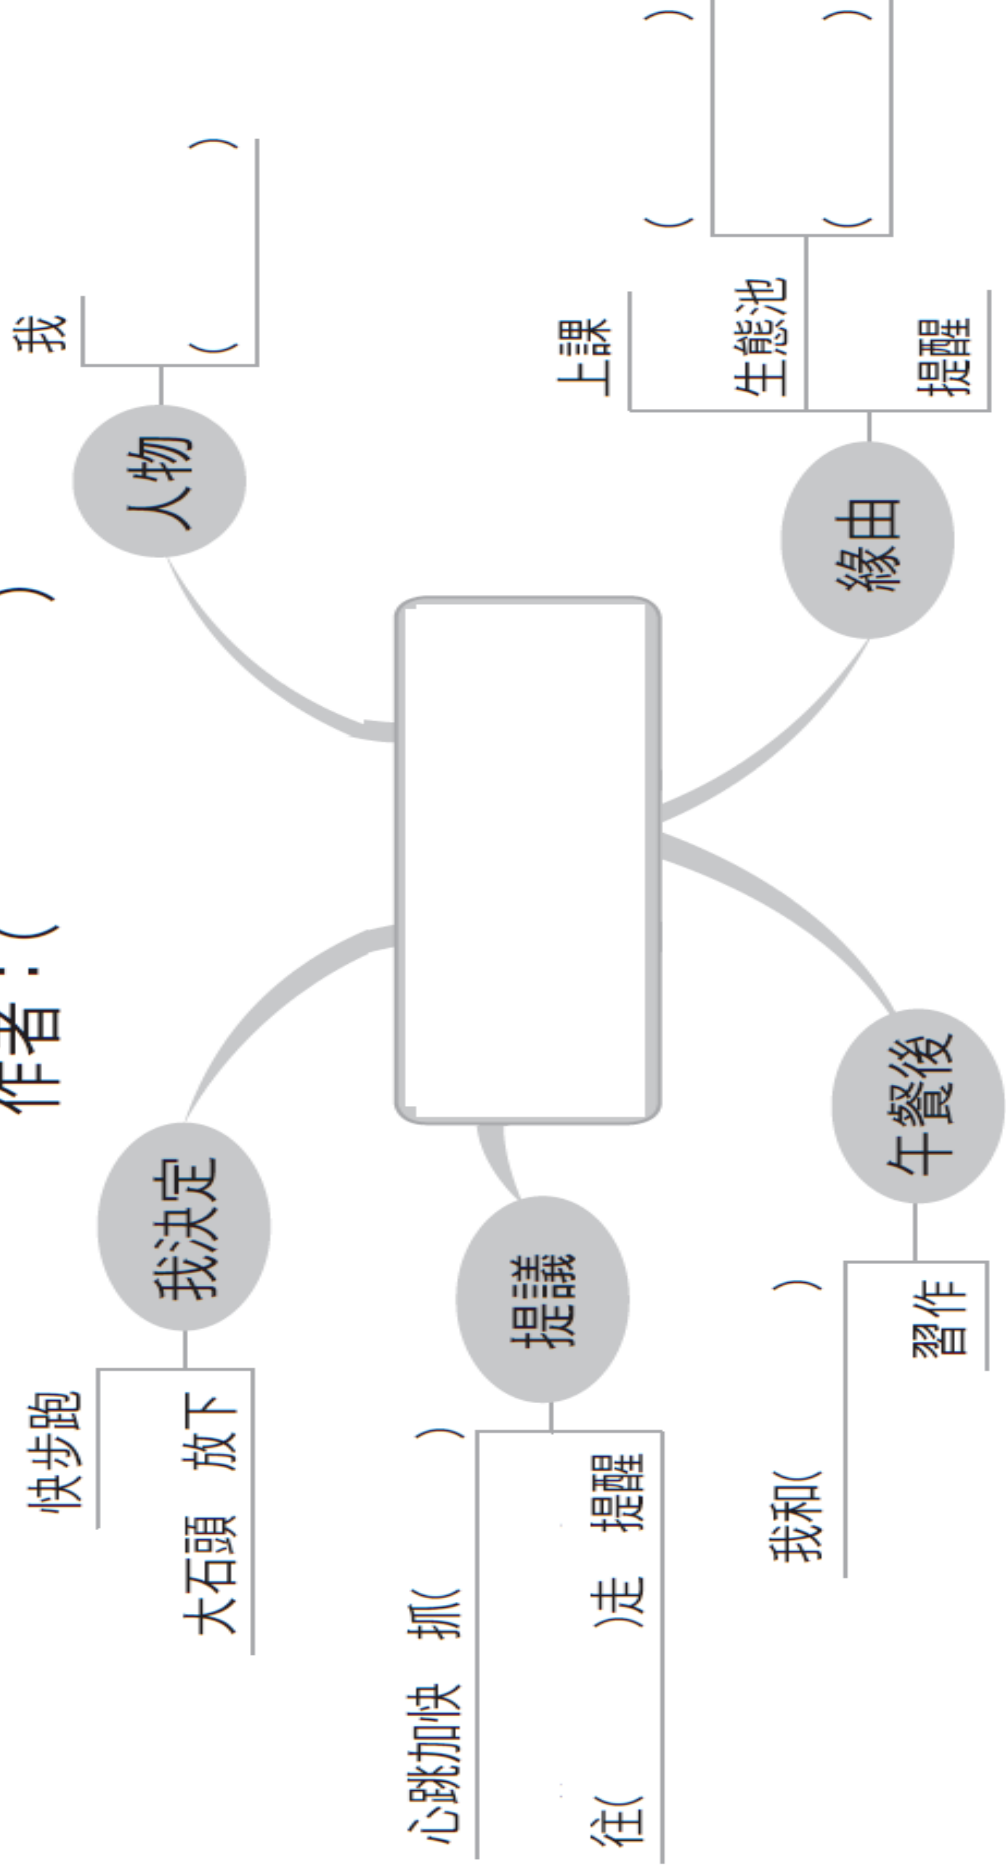 作者：( )
我
( )
人物
我決定
快步跑
大石頭 放下
提議
心跳加快 抓( )
往( )走 提醒
上課
生態池
( )
( )
提醒
緣由
午餐後
我和( )
習作